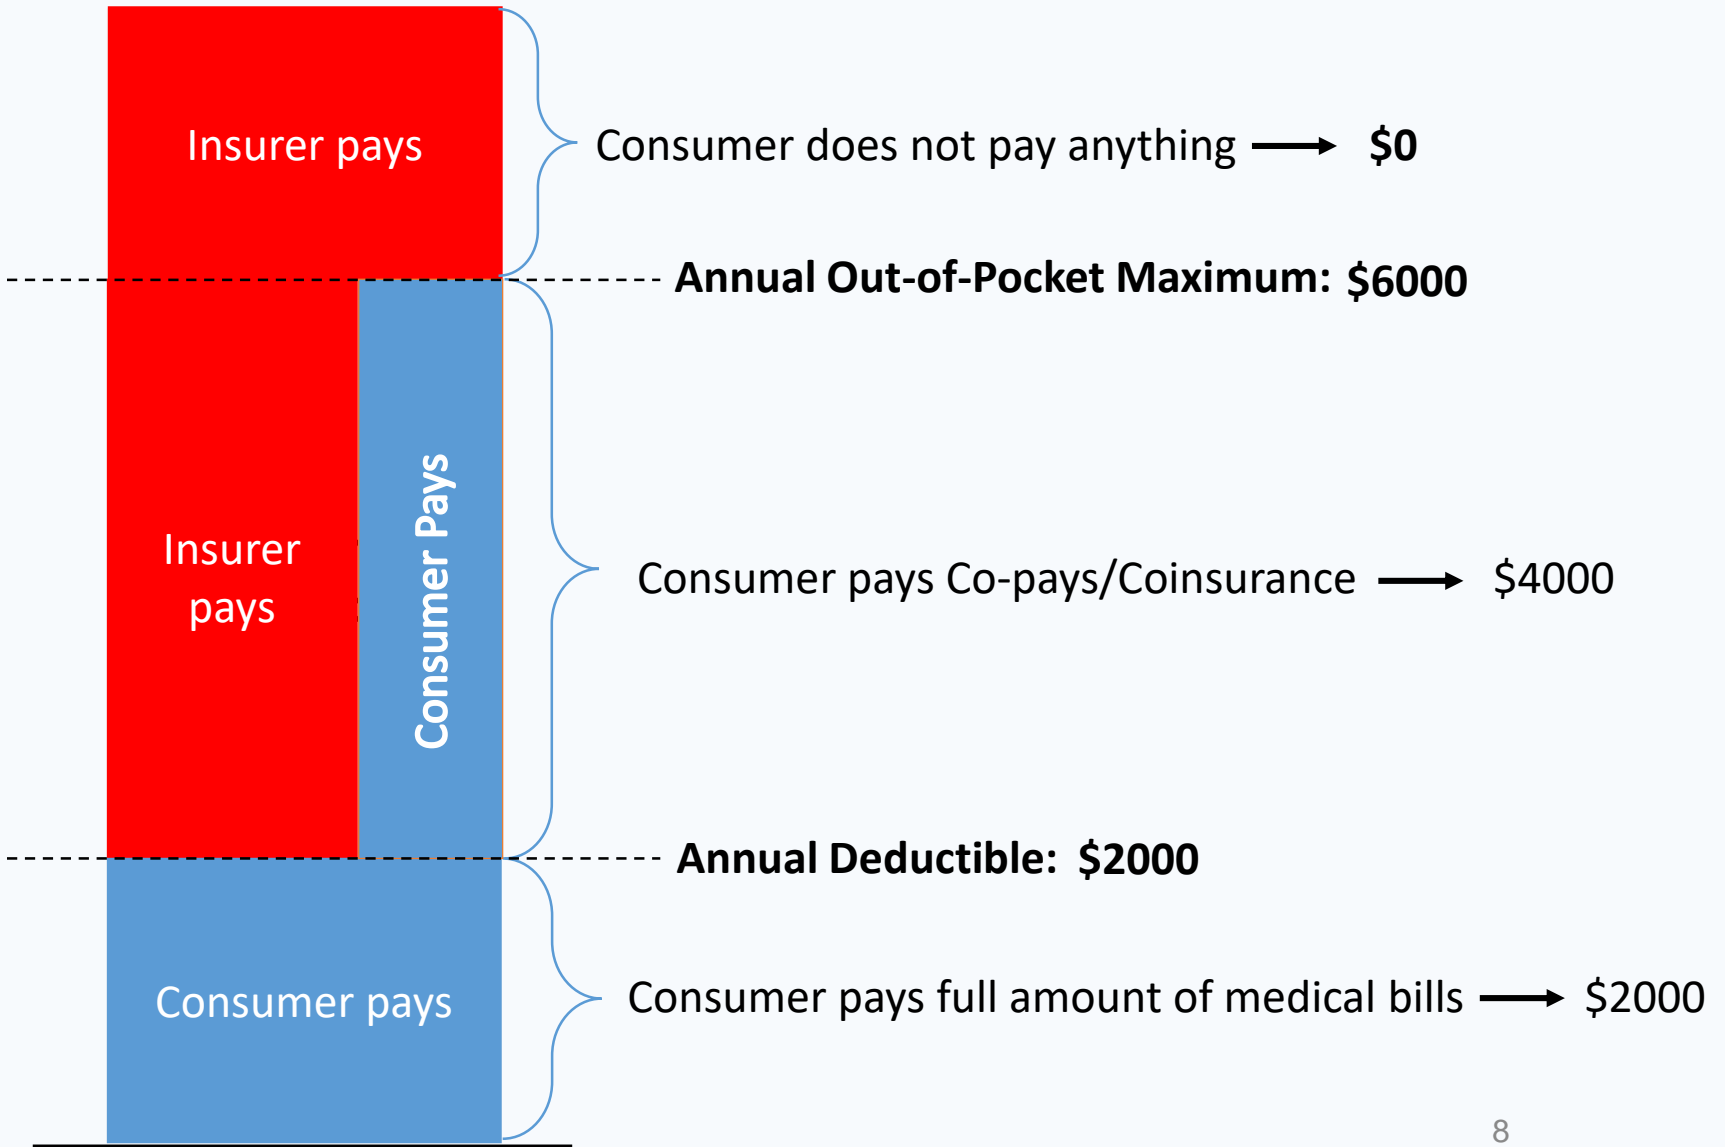 Insurer pays
Consumer does not pay anything
$0
Annual Out-of-Pocket Maximum: $6000
Insurer
pays
Consumer Pays
Consumer pays Co-pays/Coinsurance
$4000
Annual Deductible: $2000
Consumer pays
Consumer pays full amount of medical bills
$2000
8